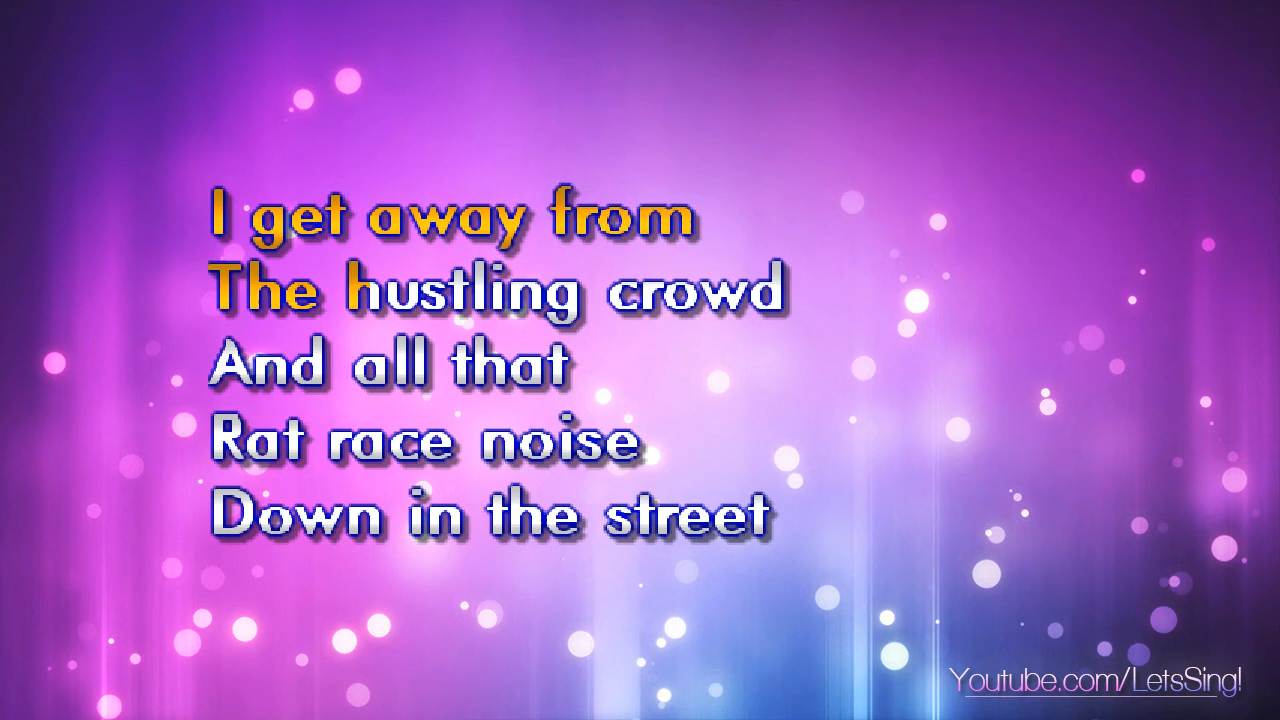 I get away from
The hustling crowd
And all that
Rat race noise
Down in the street
Youtube.com/LetsSing!